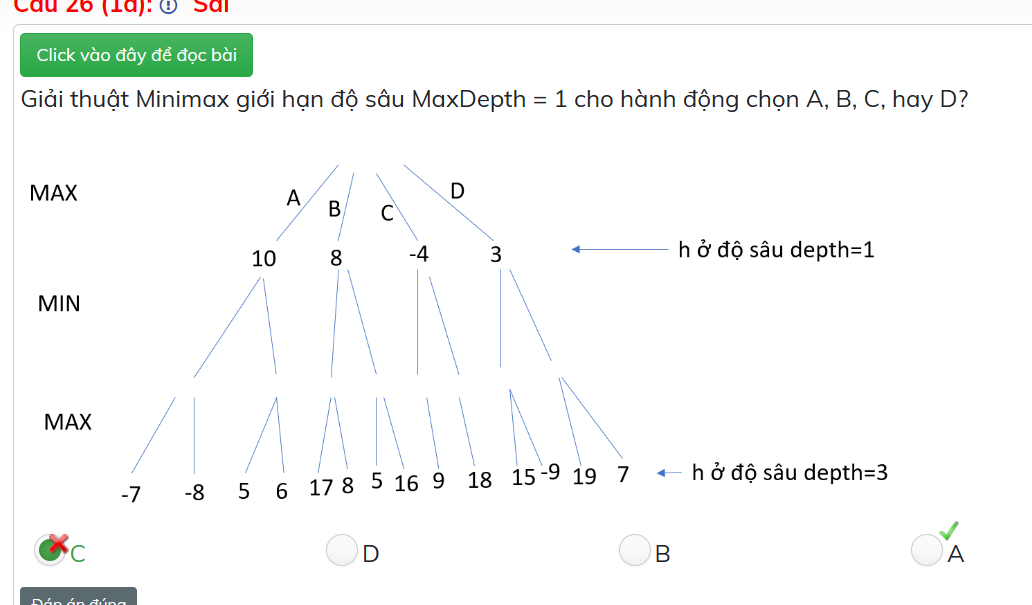 Câu 26 (1đ): Sai
Click vào đây để đọc bài
Giải thuật Minimax giới hạn độ sâu MaxDepth = 1 cho hành động chọn A, B, C, hay D?
MAX
A
B
C
D
10
8
-4
3
h ở độ sâu depth=1
MIN
MAX
-7
-8
5
6
17
8
5
16
9
18
15
-9
19
7
h ở độ sâu depth=3
C
D
B
A
Đáp án đúng